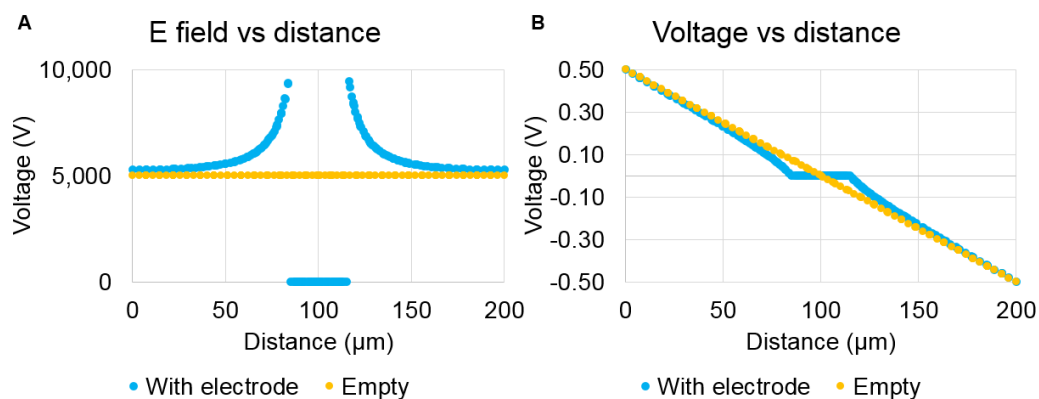 A
E field vs distance
10,000
5,000
0
Voltage (V)
0
50
100
150
200
Distance (µm)
With electrode
Empty
B
Voltage vs distance
0.50
0.30
0.10
-0.10
-0.30
-0.50
Voltage (V)
0
50
100
150
200
Distance (µm)
With electrode
Empty